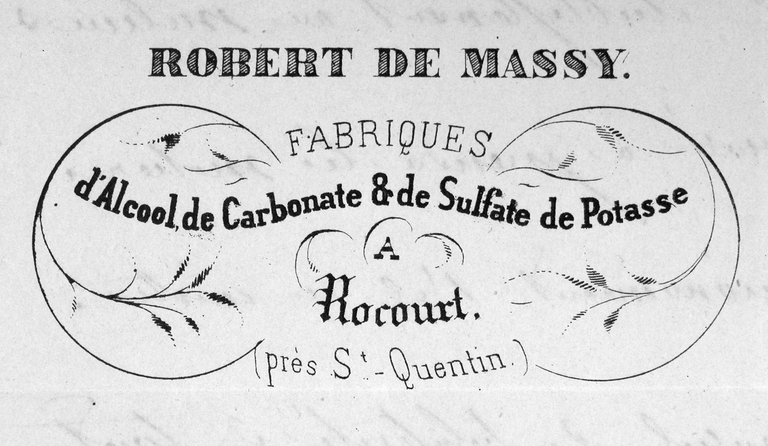 ROBERT DE MASSY.
FABRIQUES
d'Alcool, de Carbonate & de Sulfate de Potasse
A
Rocourt.
(près St-Quentin.)